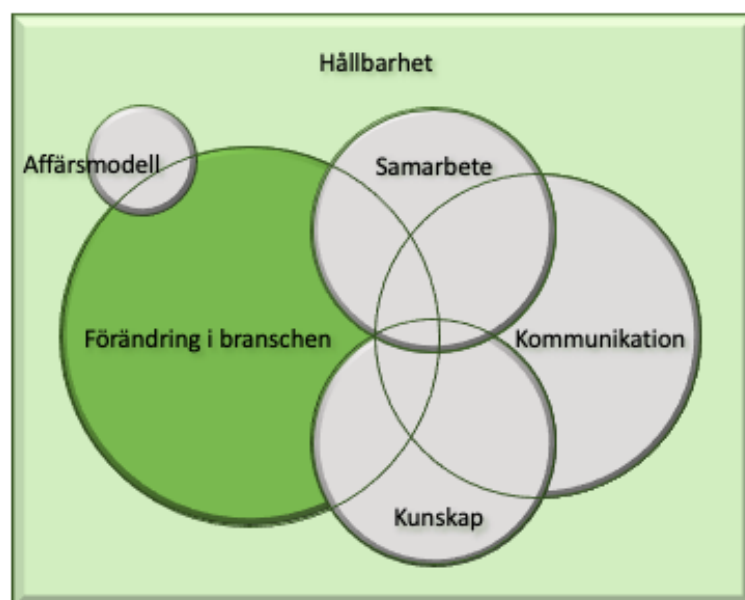 Hållbarhet
Affärsmodell
Samarbete
Förändring i branschen
Kommunikation
Kunskap